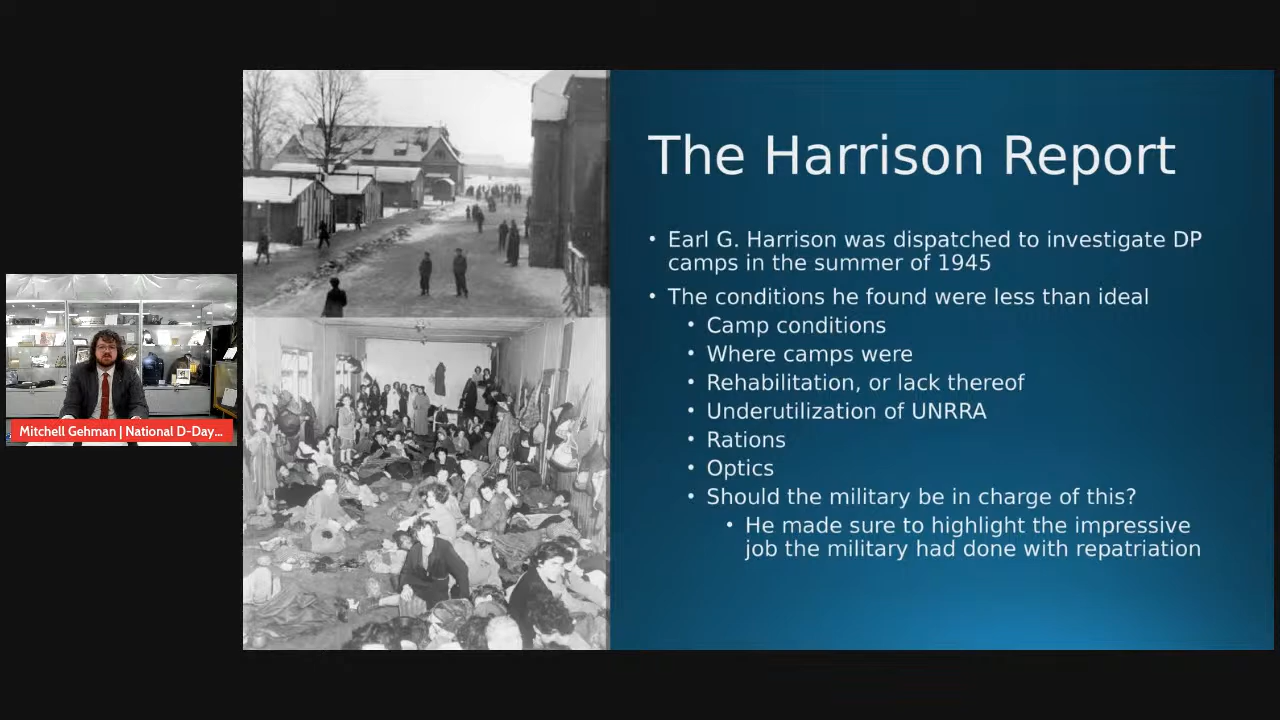 The Harrison Report
• Earl G. Harrison was dispatched to investigate DP
camps in the summer of 1945
• The conditions he found were less than ideal
• Camp conditions
• Where camps were
• Rehabilitation, or lack thereof
• Underutilization of UNRRA
• Rations
• Optics
• Should the military be in charge of this?
• He made sure to highlight the impressive
job the military had done with repatriation
Mitchell Gehman | National D-Day...